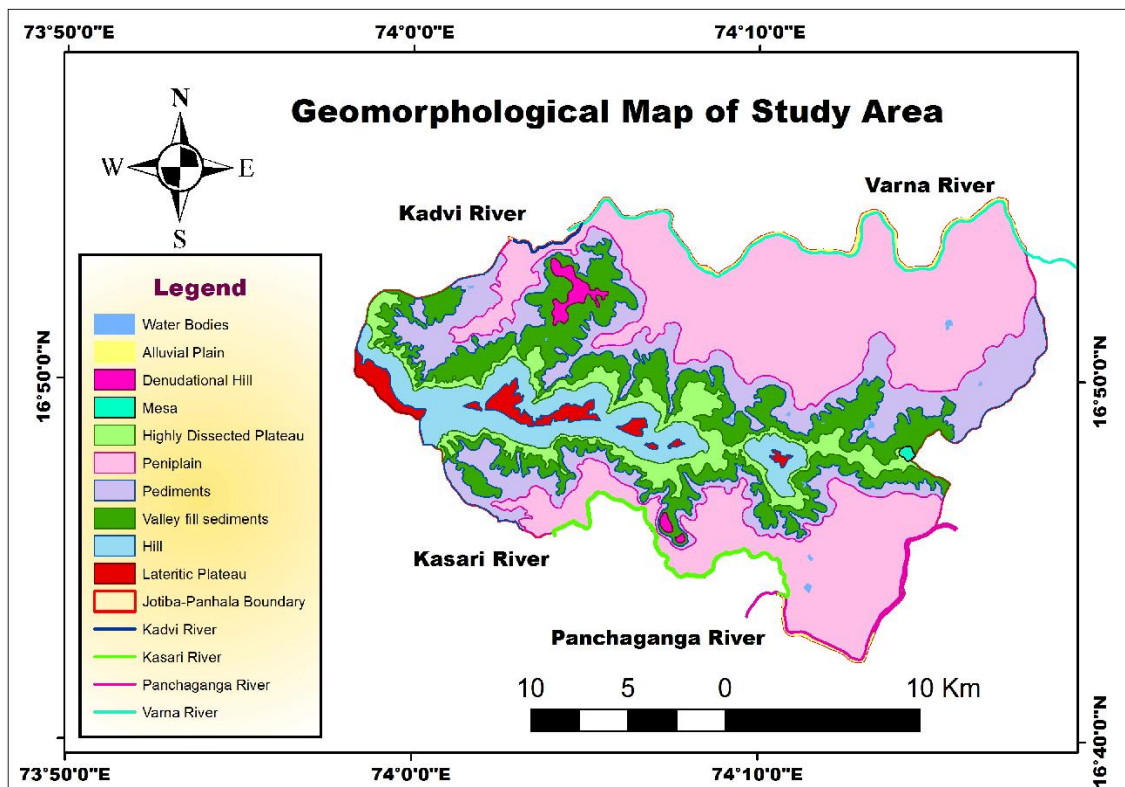 73°50'0"E
74°0'0"E
74°10'0"E
Geomorphological Map of Study Area
N
W
E
S
Varna River
Kadvi River
Legend
Water Bodies
Alluvial Plain
Denudational Hill
Mesa
Highly Dissected Plateau
Peniplain
Pediments
Valley fill sediments
Hill
Lateritic Plateau
Jotiba-Panhala Boundary
Kadvi River
Kasari River
Panchaganga River
Varna River
16°50'0"N
16°50'0"N
Kasari River
Panchaganga River
10 5 0 10 Km
16°40'0"N
73°50'0"E
74°0'0"E
74°10'0"E